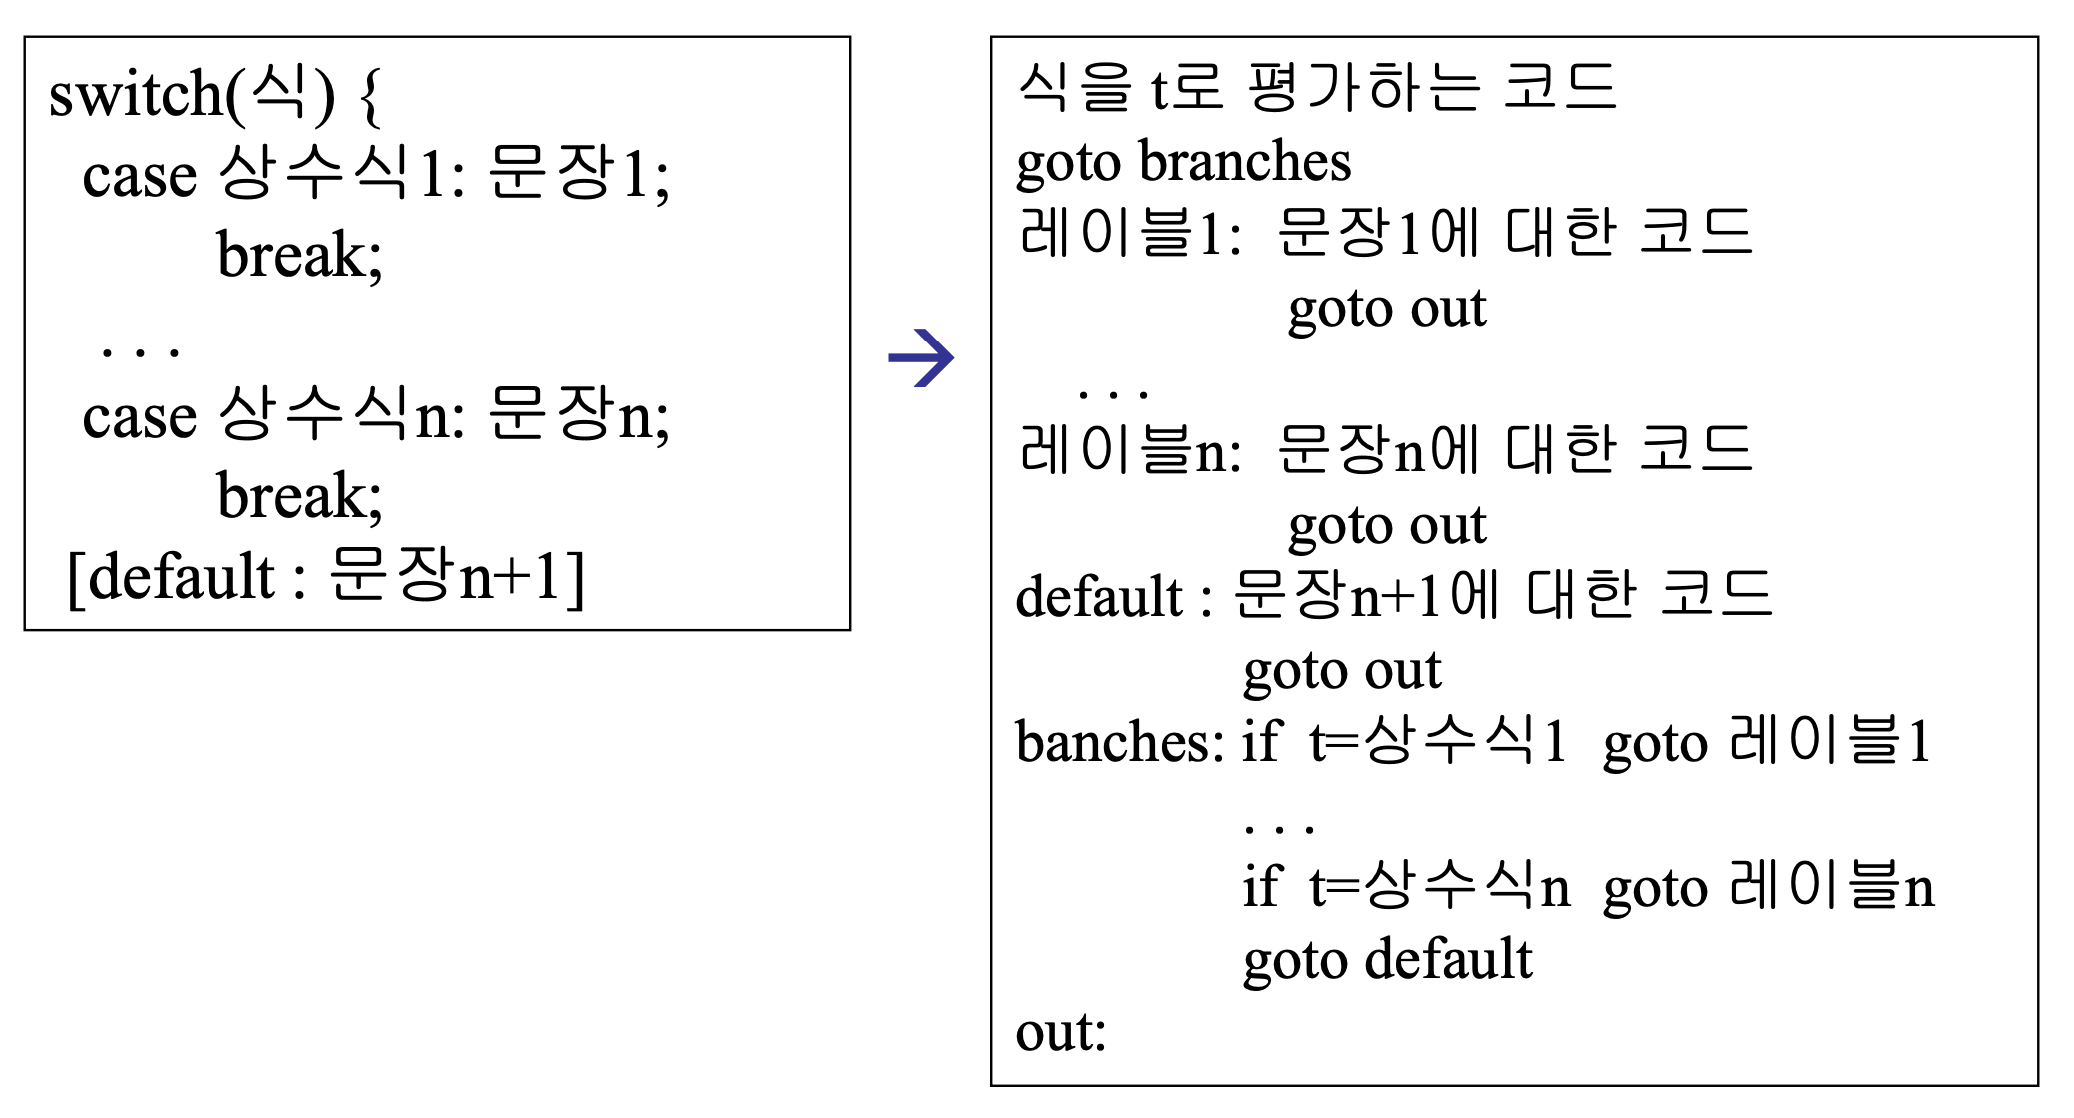 switch(식) {
case 상수식1: 문장1;
break;
. . .
case 상수식n: 문장n;
break;
[default : 문장n+1]
→
식을 t로 평가하는 코드
goto branches
레이블1: 문장1에 대한 코드
goto out
. . .
레이블n: 문장n에 대한 코드
goto out
default : 문장n+1에 대한 코드
goto out
banches: if t=상수식1 goto 레이블1
. . .
if t=상수식n goto 레이블n
goto default
out: